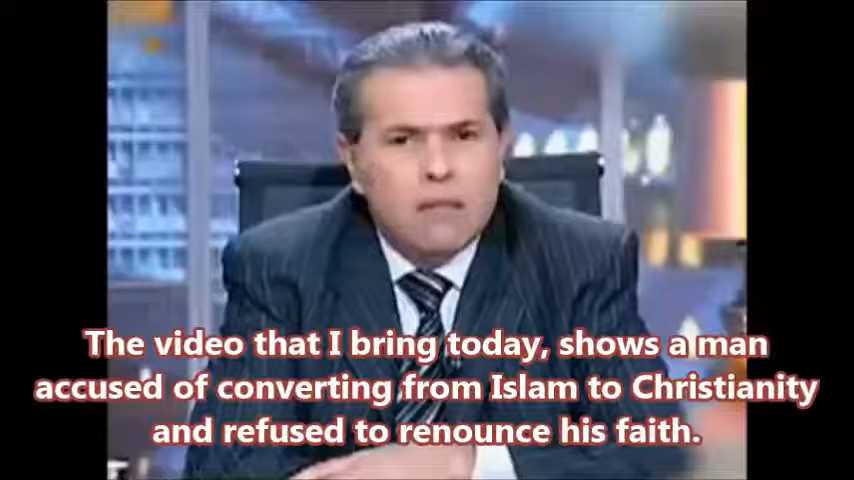 The video that I bring today, shows a man
accused of converting from Islam to Christianity
and refused to renounce his faith.